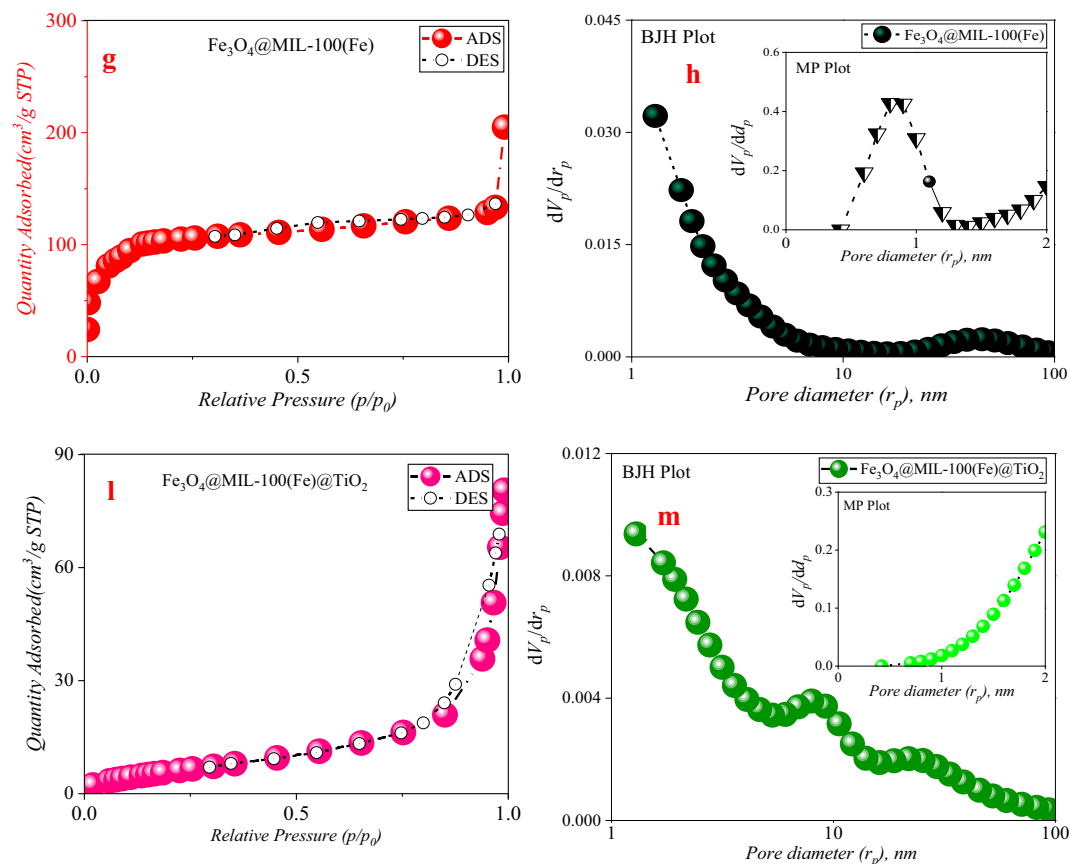 g
Fe₃O₄@MIL-100(Fe)
ADS
DES
300
200
100
0
Quantity Adsorbed(cm³/g STP)
0.0 0.5 1.0
Relative Pressure (p/p₀)
BJH Plot
h
Fe₃O₄@MIL-100(Fe)
0.045
0.030
0.015
0.000
dVₚ/drₚ
1 10 100
Pore diameter (rₚ), nm
MP Plot
0.6
0.4
0.2
0.0
dVₚ/ddₚ
0 1 2
Pore diameter (rₚ), nm
l
Fe₃O₄@MIL-100(Fe)@TiO₂
ADS
DES
90
60
30
0
Quantity Adsorbed(cm³/g STP)
0.0 0.5 1.0
Relative Pressure (p/p₀)
BJH Plot
m
Fe₃O₄@MIL-100(Fe)@TiO₂
0.012
0.008
0.004
0.000
dVₚ/drₚ
1 10 100
Pore diameter (rₚ), nm
MP Plot
0.3
0.2
0.1
0.0
dVₚ/ddₚ
0 1 2
Pore diameter (rₚ), nm